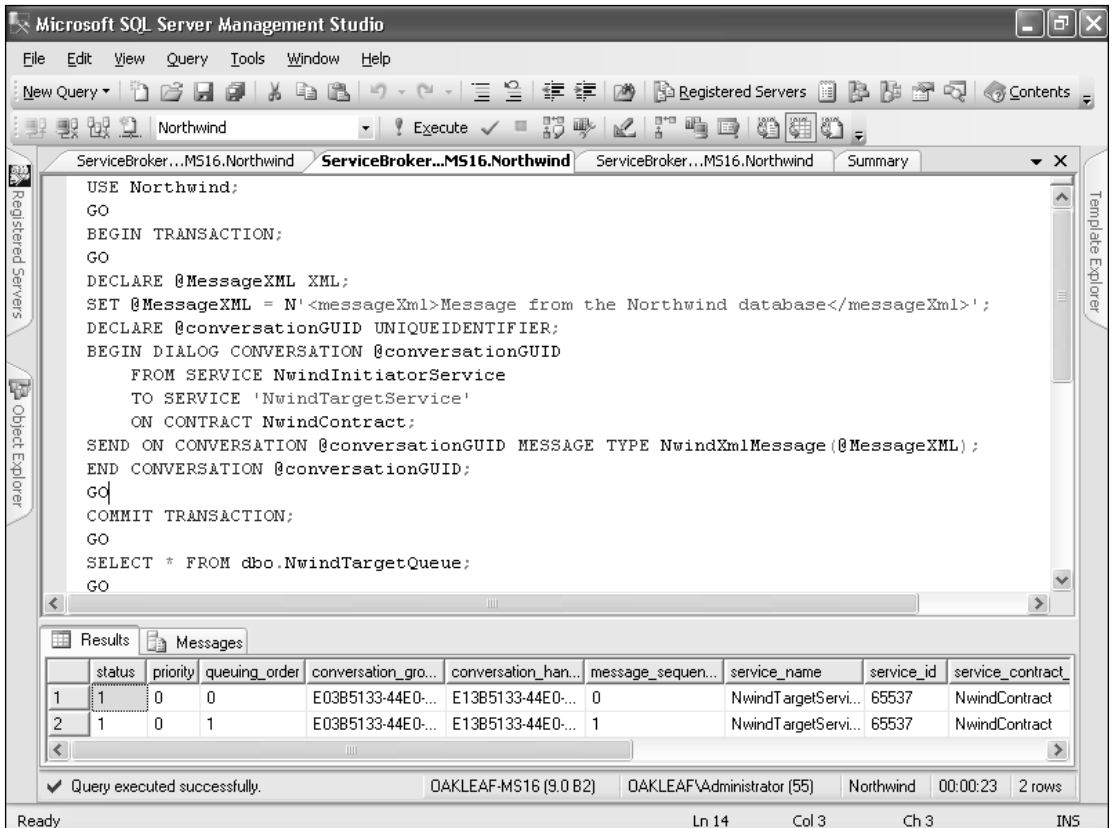 Microsoft SQL Server Management Studio
File Edit View Query Tools Window Help
New Query Registered Servers Contents
Northwind Execute
ServiceBroker...MS16.Northwind ServiceBroker...MS16.Northwind ServiceBroker...MS16.Northwind Summary
Registered Servers
Object Explorer
Template Explorer
USE Northwind;
GO
BEGIN TRANSACTION;
GO
DECLARE @MessageXML XML;
SET @MessageXML = N'<messageXml>Message from the Northwind database</messageXml>';
DECLARE @conversationGUID UNIQUEIDENTIFIER;
BEGIN DIALOG CONVERSATION @conversationGUID
FROM SERVICE NwindInitiatorService
TO SERVICE 'NwindTargetService'
ON CONTRACT NwindContract;
SEND ON CONVERSATION @conversationGUID MESSAGE TYPE NwindXmlMessage(@MessageXML);
END CONVERSATION @conversationGUID;
GO
COMMIT TRANSACTION;
GO
SELECT * FROM dbo.NwindTargetQueue;
GO
Results Messages
status priority queuing_order conversation_gro... conversation_han... message_sequen... service_name service_id service_contract_
1 1 0 0 E03B5133-44E0-... E13B5133-44E0-... 0 NwindTargetServi... 65537 NwindContract
2 1 0 1 E03B5133-44E0-... E13B5133-44E0-... 1 NwindTargetServi... 65537 NwindContract
Query executed successfully. OAKLEAF-MS16 (9.0 B2) OAKLEAF\Administrator (55) Northwind 00:00:23 2 rows
Ready Ln 14 Col 3 Ch 3 INS